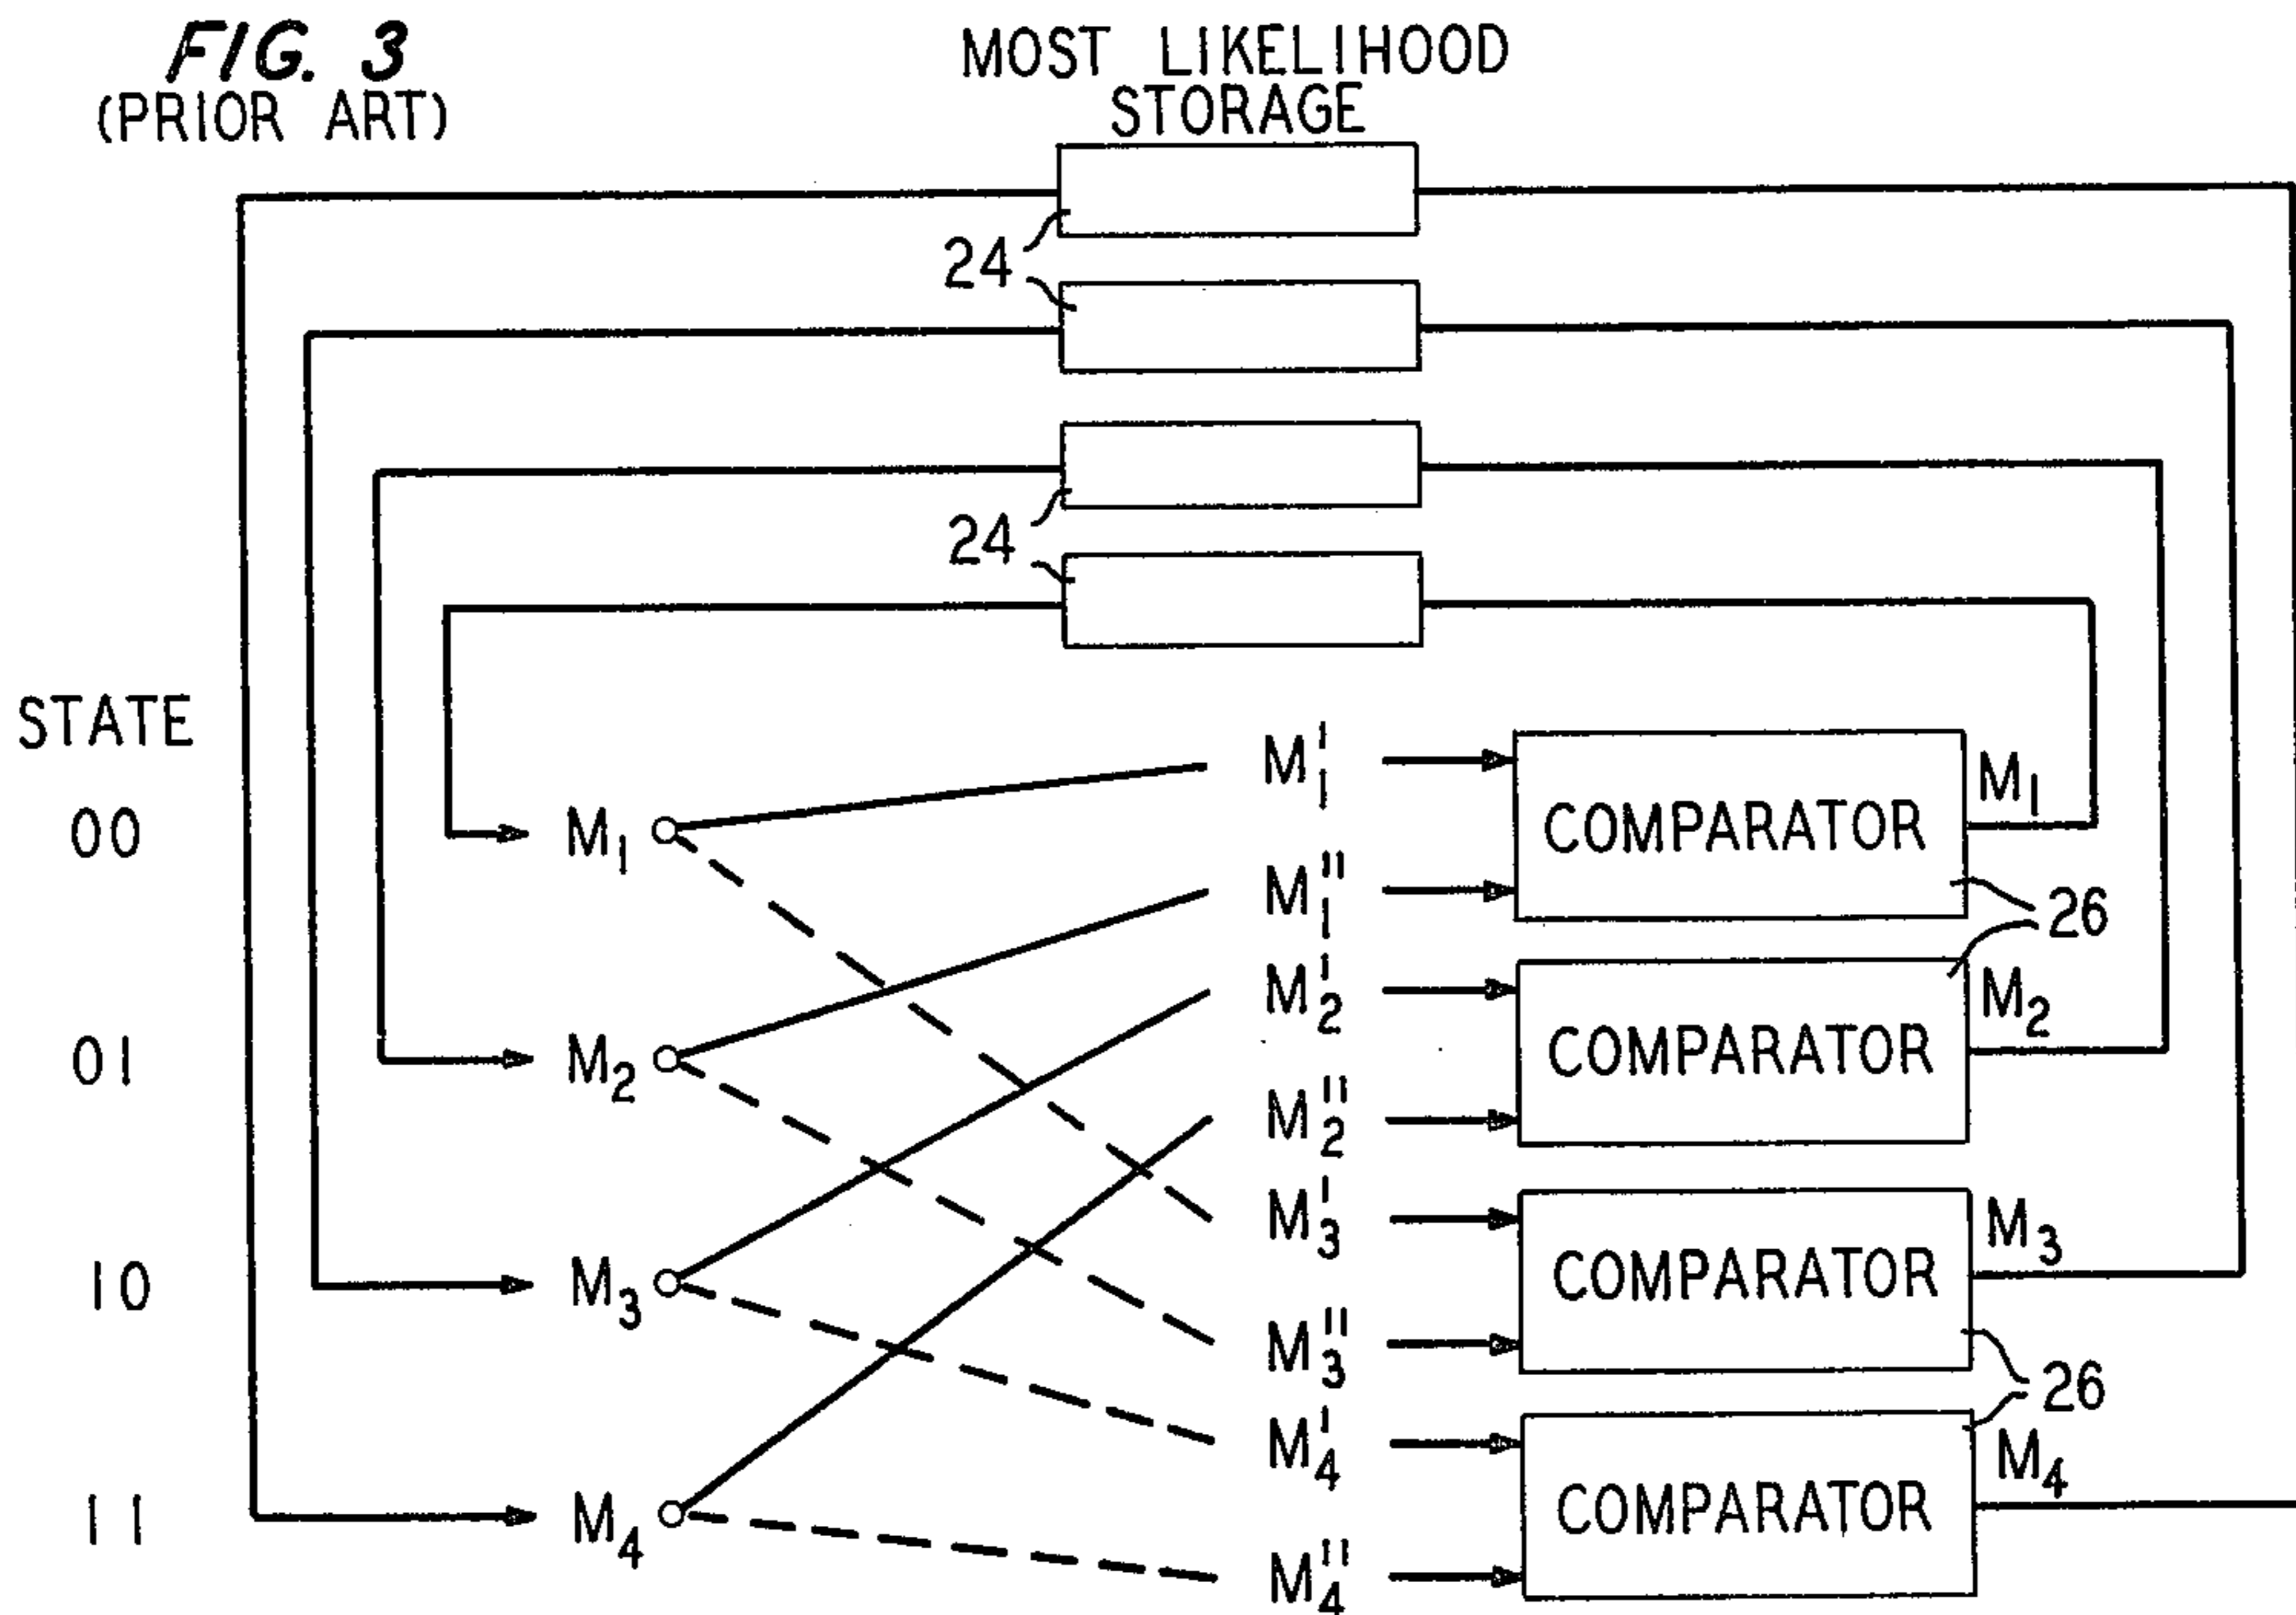 FIG. 3
(PRIOR ART)
MOST LIKELIHOOD
STORAGE
24
24
STATE
00
01
10
11
M1
M2
M3
M4
M1'
M1"
M2'
M2"
M3'
M3"
M4'
M4"
COMPARATOR
M1
26
COMPARATOR
M2
COMPARATOR
M3
26
COMPARATOR
M4